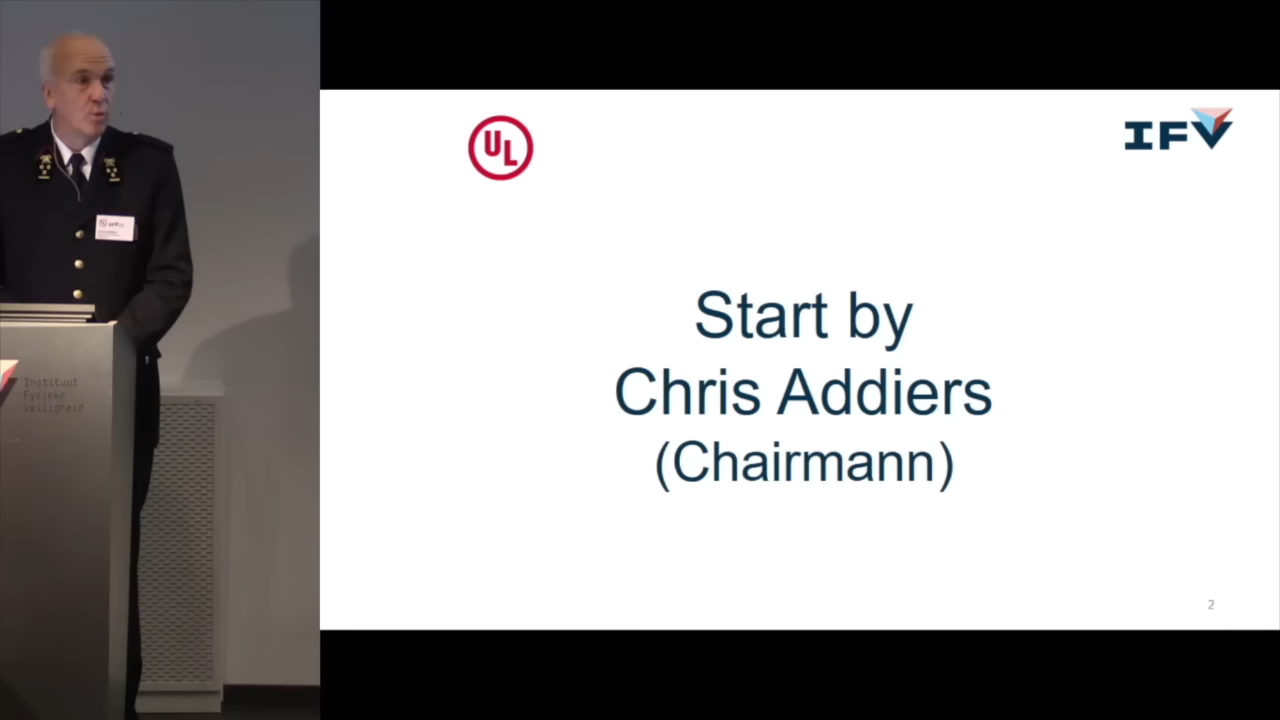 UL
IFV
Start by
Chris Addiers
(Chairmann)
2
Instituut
Fysieke
Veiligheid